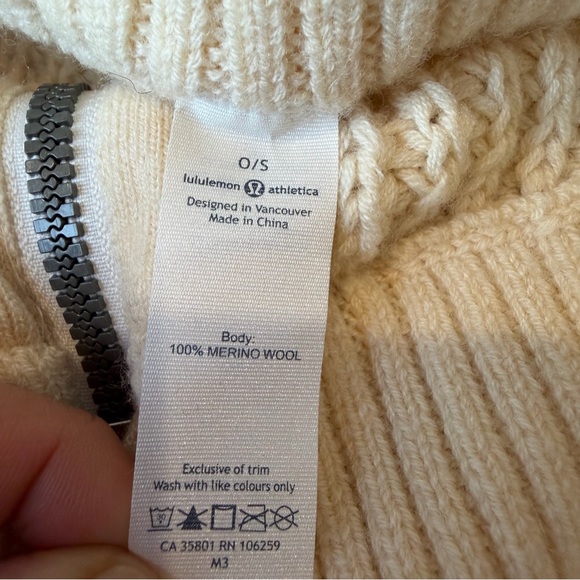 O/S
lululemon athletica
Designed in Vancouver
Made in China
Body:
100% MERINO WOOL
Exclusive of trim
Wash with like colours only
CA 35801 RN 106259
M3